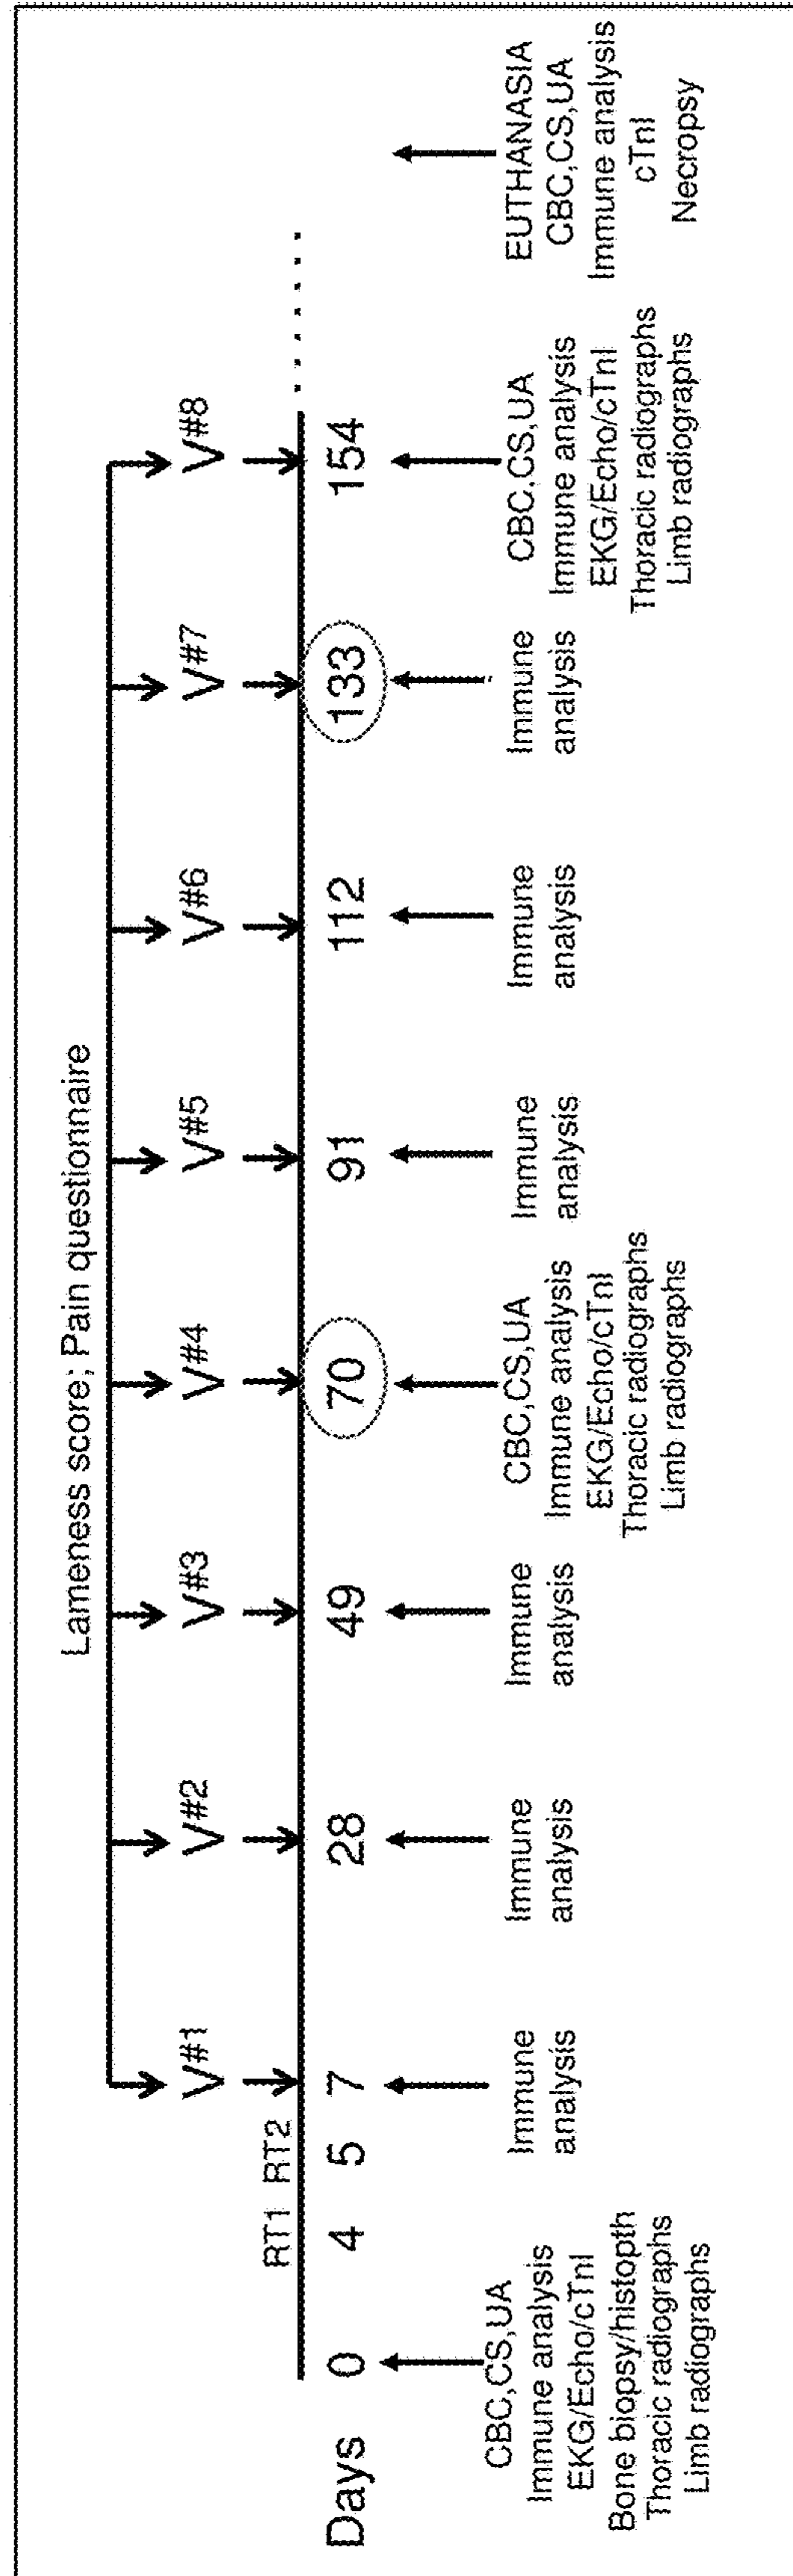 Lameness score; Pain questionnaire
V#1 V#2 V#3 V#4 V#5 V#6 V#7 V#8
RT1 RT2
Days 0 4 5 7 28 49 70 91 112 133 154
CBC,CS,UA
Immune analysis
EKG/Echo/cTnI
Bone biopsy/histopth
Thoracic radiographs
Limb radiographs
Immune
analysis
Immune
analysis
Immune
analysis
CBC,CS,UA
Immune analysis
EKG/Echo/cTnI
Thoracic radiographs
Limb radiographs
Immune
analysis
Immune
analysis
Immune
analysis
CBC,CS,UA
Immune analysis
EKG/Echo/cTnI
Thoracic radiographs
Limb radiographs
EUTHANASIA
CBC,CS,UA
Immune analysis
cTnI
Necropsy